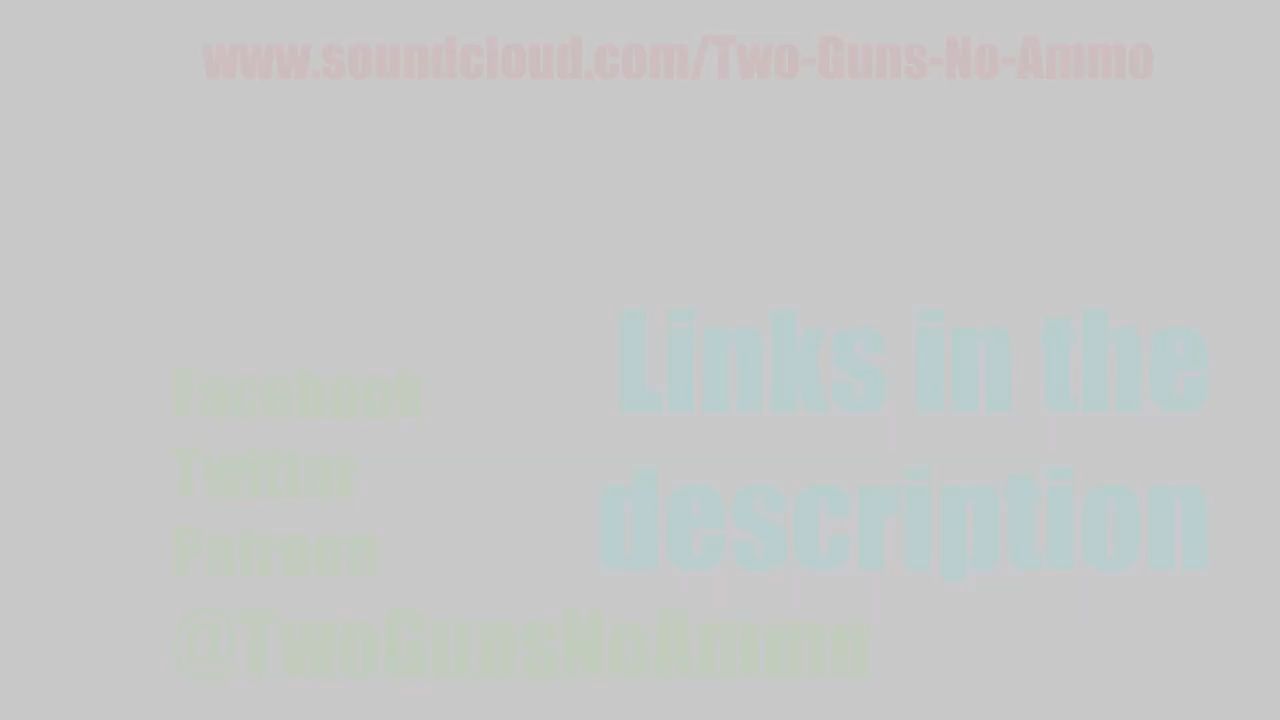 www.soundcloud.com/Two-Guns-No-Ammo
Links in the
description
Facebook
Twitter
Patreon
@TwoGunsNoAmmo